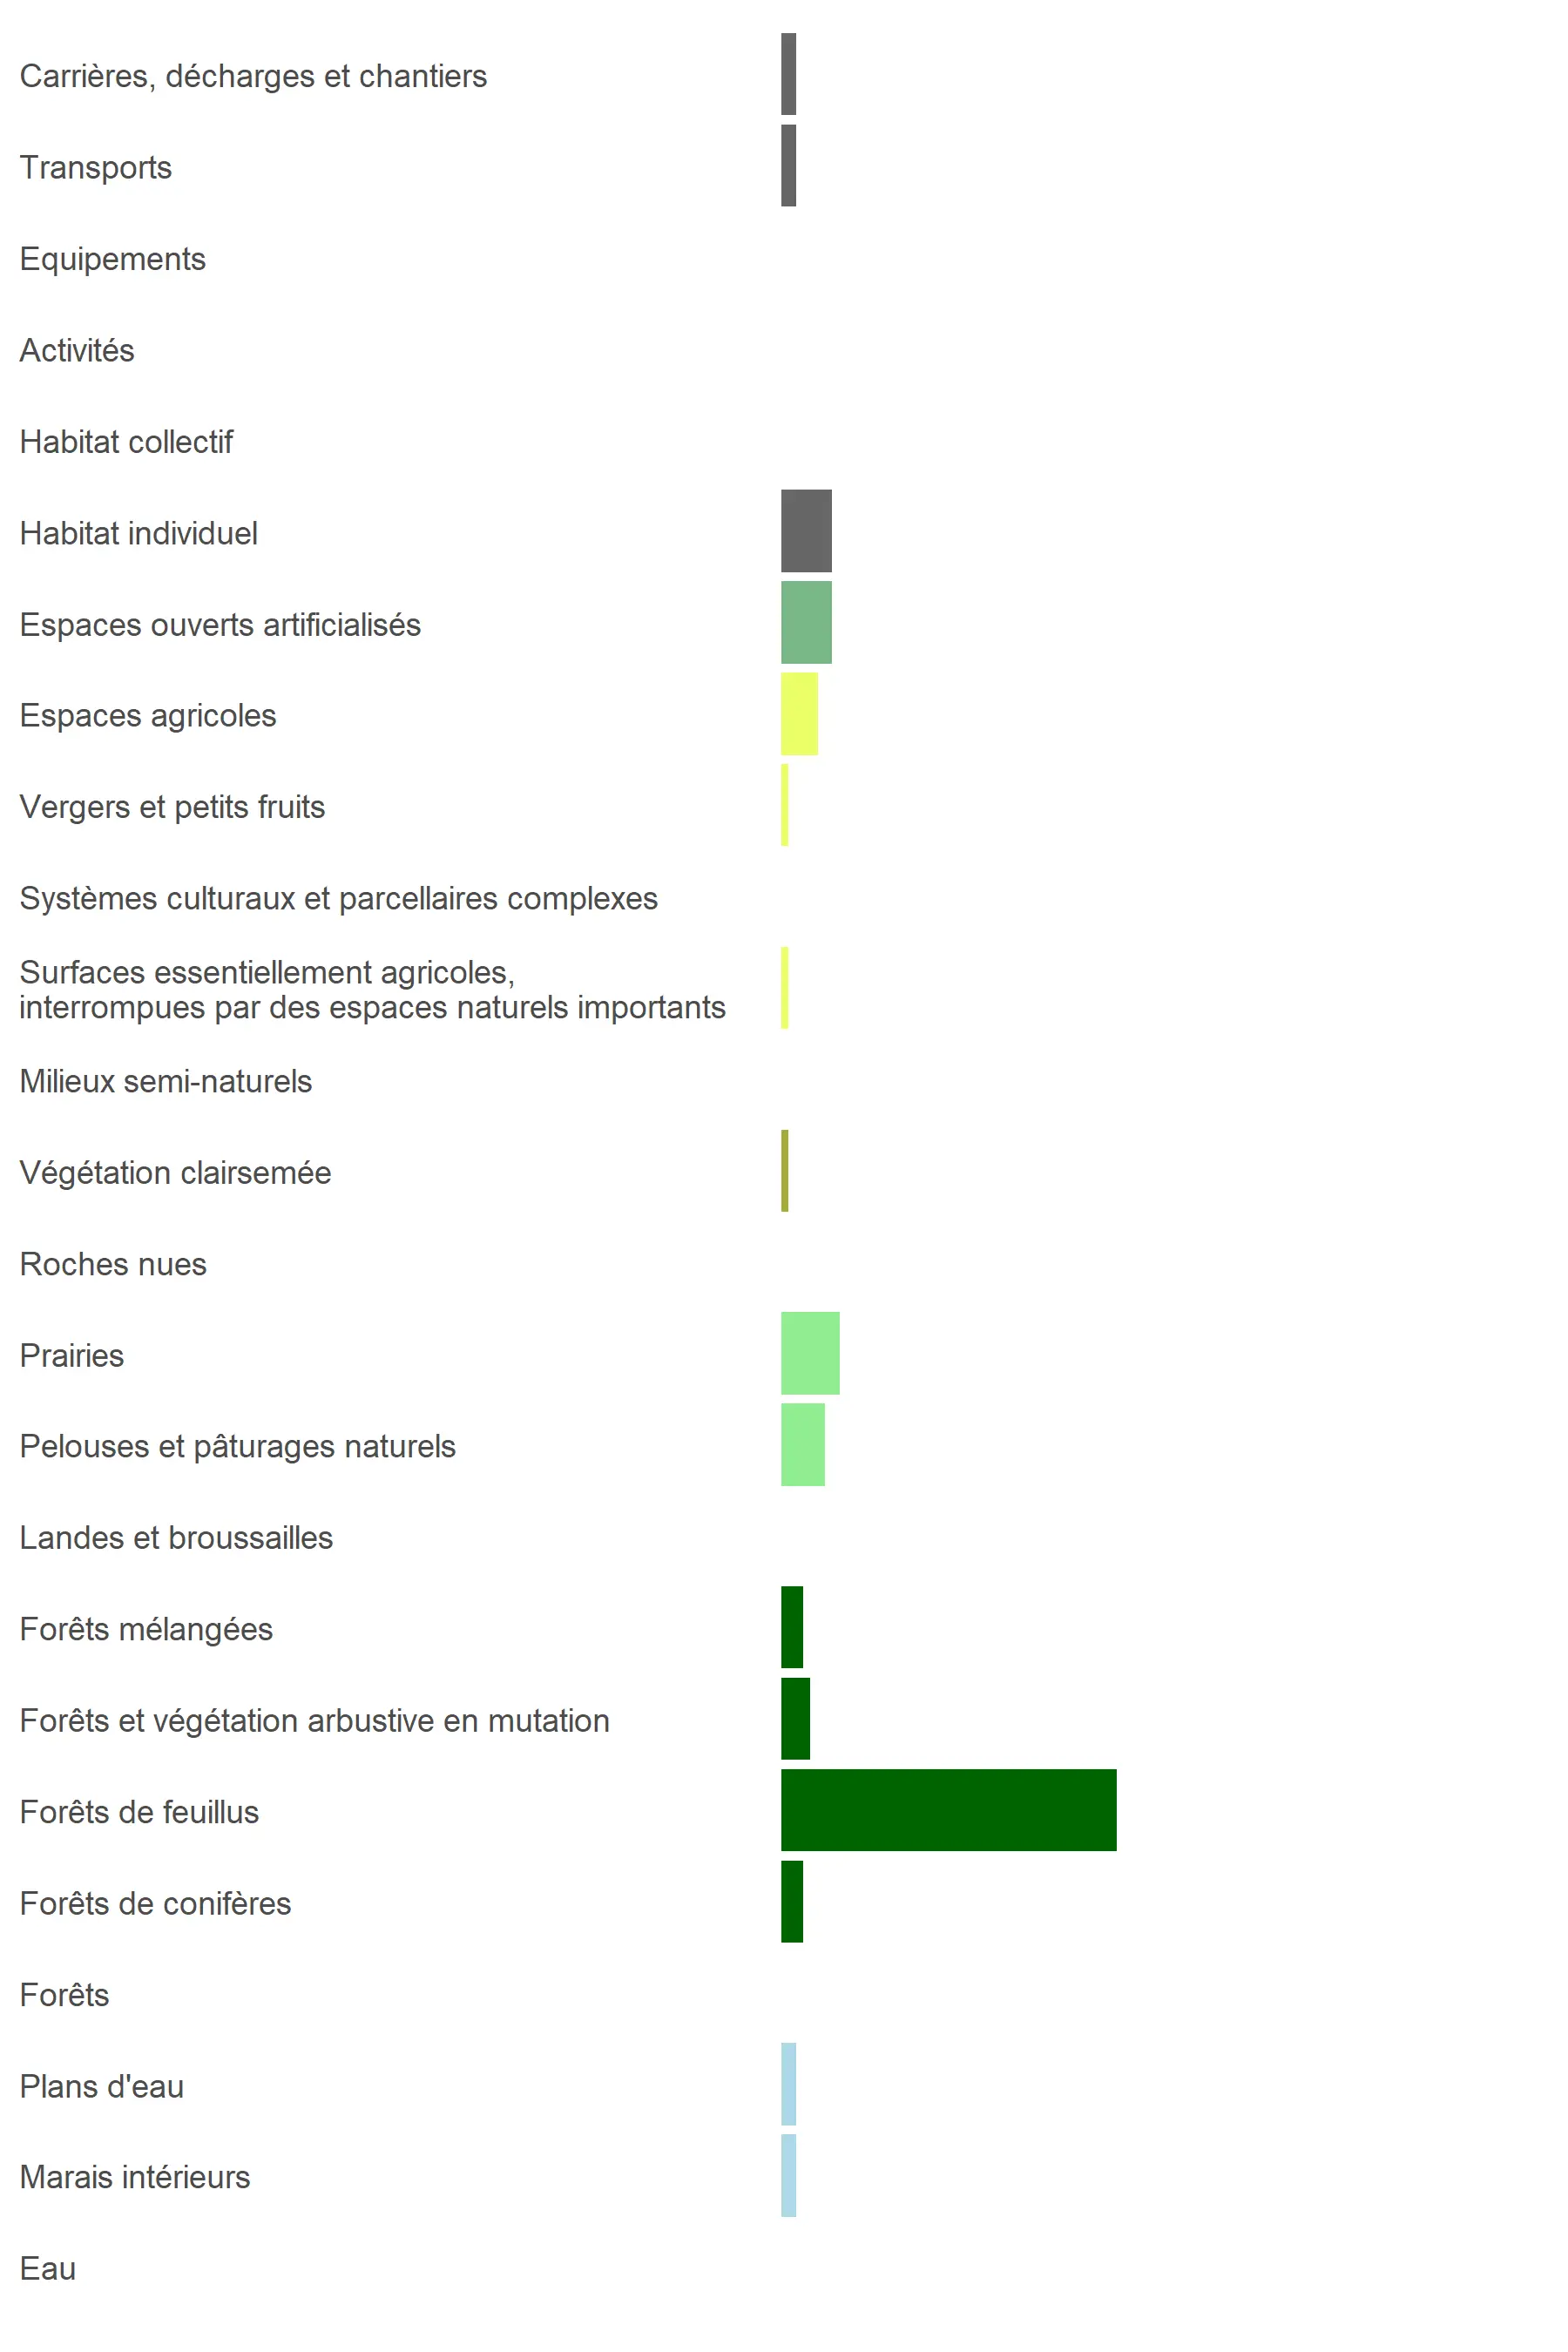 Carrières, décharges et chantiers
Transports
Equipements
Activités
Habitat collectif
Habitat individuel
Espaces ouverts artificialisés
Espaces agricoles
Vergers et petits fruits
Systèmes culturaux et parcellaires complexes
Surfaces essentiellement agricoles,
interrompues par des espaces naturels importants
Milieux semi-naturels
Végétation clairsemée
Roches nues
Prairies
Pelouses et pâturages naturels
Landes et broussailles
Forêts mélangées
Forêts et végétation arbustive en mutation
Forêts de feuillus
Forêts de conifères
Forêts
Plans d'eau
Marais intérieurs
Eau